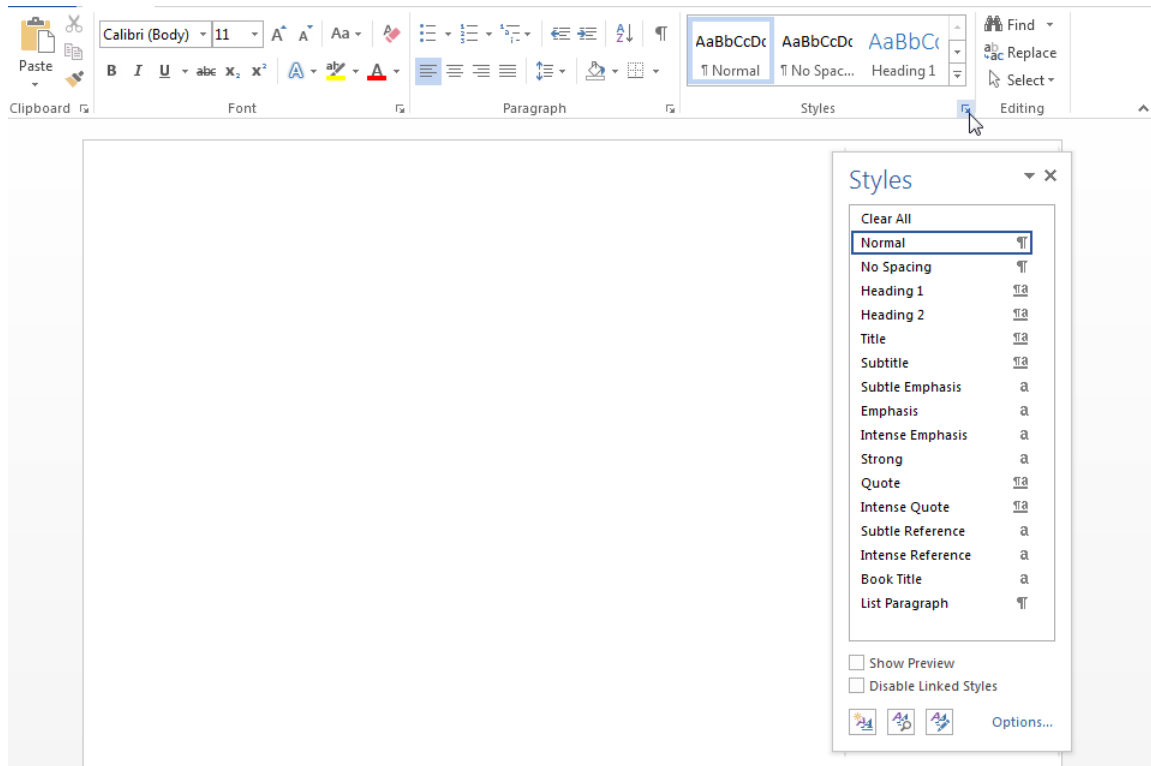 Calibri (Body) 11 Aa
Paste
B I U abc x₂ x² A aby A
AaBbCcDc AaBbCcDc AaBbC(
¶ Normal ¶ No Spac... Heading 1
Find
Replace
Select
Clipboard Font Paragraph Styles Editing
Styles
Clear All
Normal ¶
No Spacing ¶
Heading 1 ¶a
Heading 2 ¶a
Title ¶a
Subtitle ¶a
Subtle Emphasis a
Emphasis a
Intense Emphasis a
Strong a
Quote ¶a
Intense Quote ¶a
Subtle Reference a
Intense Reference a
Book Title a
List Paragraph ¶
Show Preview
Disable Linked Styles
Options...